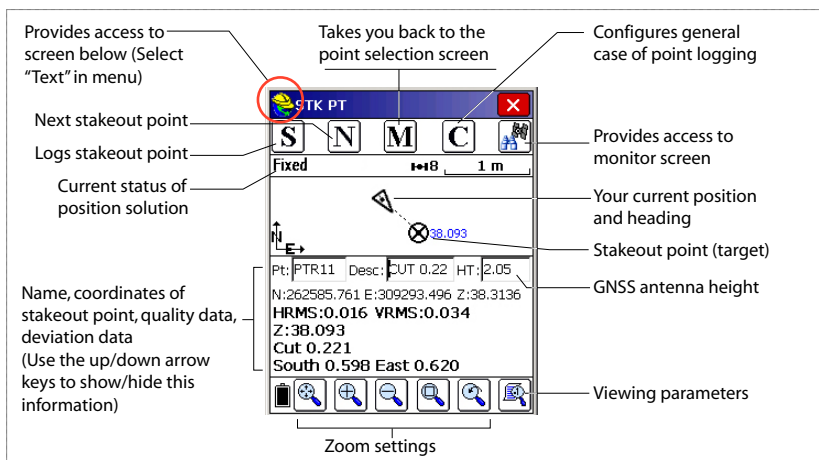 Provides access to
screen below (Select
"Text" in menu)
Takes you back to the
point selection screen
Configures general
case of point logging
Next stakeout point
Logs stakeout point
Current status of
position solution
STK PT
S N M C
Fixed
8 1 m
38.093
N
E
Provides access to
monitor screen
Your current position
and heading
Stakeout point (target)
GNSS antenna height
Pt: PTR11 Desc: CUT 0.22 HT: 2.05
N:262585.761 E:309293.496 Z:38.3136
HRMS:0.016 VRMS:0.034
Z:38.093
Cut 0.221
South 0.598 East 0.620
Name, coordinates of
stakeout point, quality data,
deviation data
(Use the up/down arrow
keys to show/hide this
information)
Viewing parameters
Zoom settings